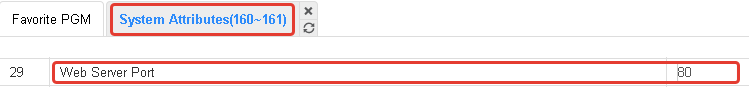 Favorite PGM System Attributes(160~161)
29 Web Server Port 80